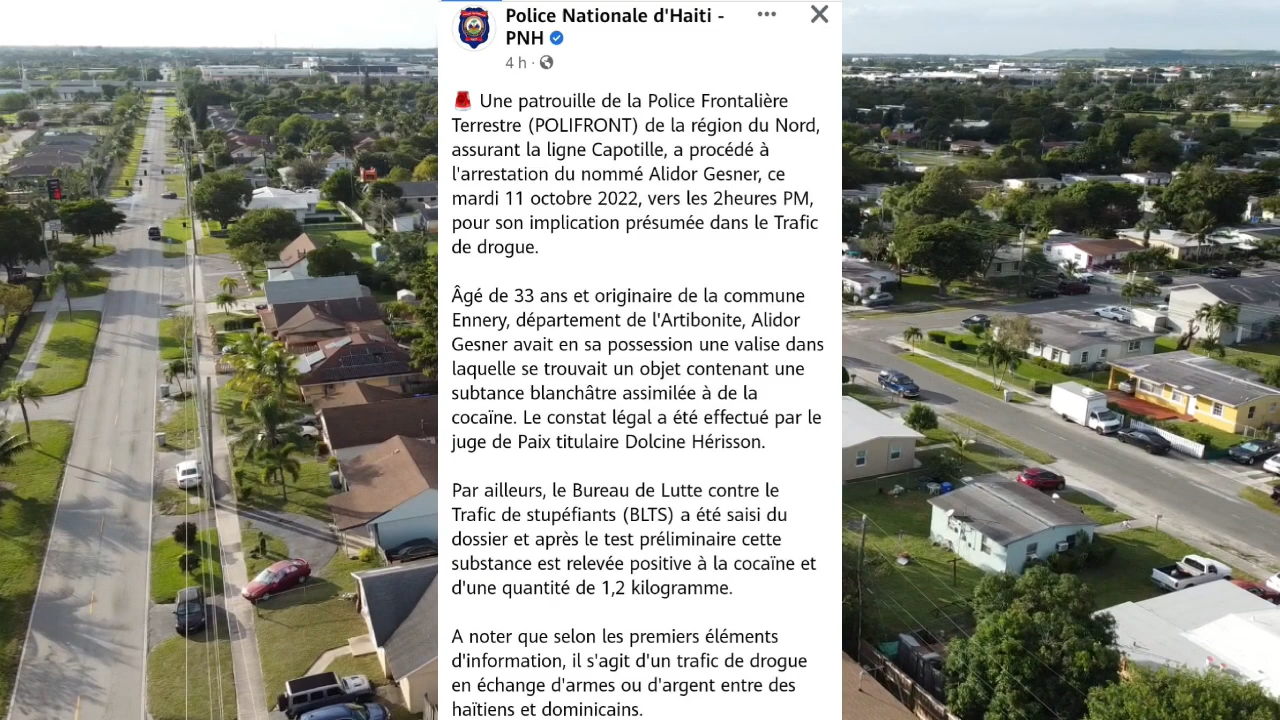 Police Nationale d'Haiti -
PNH
4 h ·
Une patrouille de la Police Frontalière
Terrestre (POLIFRONT) de la région du Nord,
assurant la ligne Capotille, a procédé à
l'arrestation du nommé Alidor Gesner, ce
mardi 11 octobre 2022, vers les 2heures PM,
pour son implication présumée dans le Trafic
de drogue.
Âgé de 33 ans et originaire de la commune
Ennery, département de l'Artibonite, Alidor
Gesner avait en sa possession une valise dans
laquelle se trouvait un objet contenant une
subtance blanchâtre assimilée à de la
cocaïne. Le constat légal a été effectué par le
juge de Paix titulaire Dolcine Hérisson.
Par ailleurs, le Bureau de Lutte contre le
Trafic de stupéfiants (BLTS) a été saisi du
dossier et après le test préliminaire cette
substance est relevée positive à la cocaïne et
d'une quantité de 1,2 kilogramme.
A noter que selon les premiers éléments
d'information, il s'agit d'un trafic de drogue
en échange d'armes ou d'argent entre des
haïtiens et dominicains.